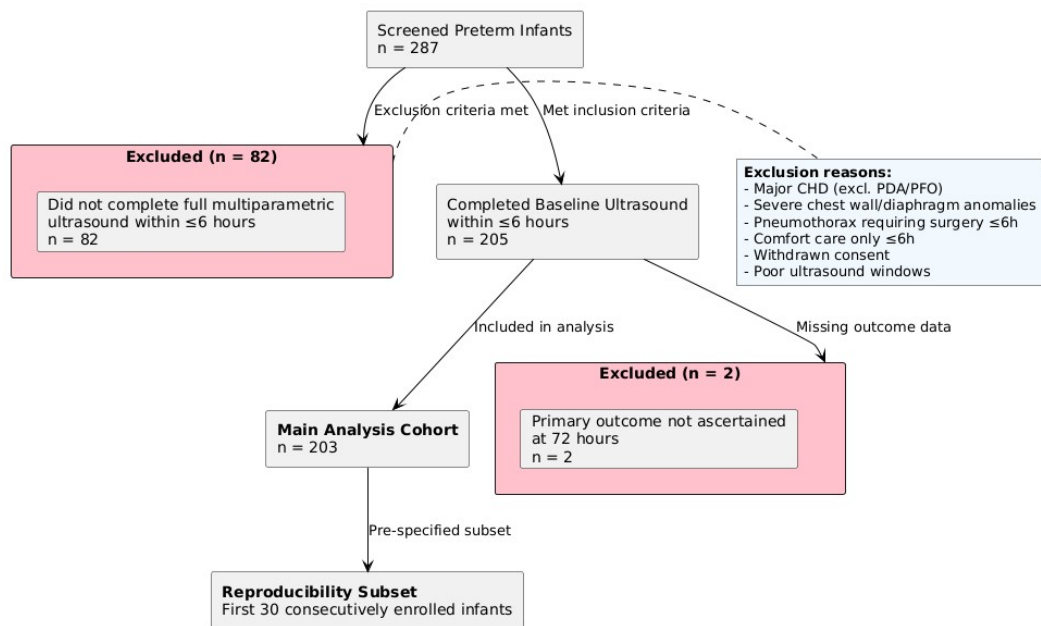 Screened Preterm Infants
n = 287
Exclusion criteria met
Met inclusion criteria
Excluded (n = 82)
Did not complete full multiparametric
ultrasound within ≤6 hours
n = 82
Completed Baseline Ultrasound
within ≤6 hours
n = 205
Exclusion reasons:
- Major CHD (excl. PDA/PFO)
- Severe chest wall/diaphragm anomalies
- Pneumothorax requiring surgery ≤6h
- Comfort care only ≤6h
- Withdrawn consent
- Poor ultrasound windows
Included in analysis
Missing outcome data
Excluded (n = 2)
Primary outcome not ascertained
at 72 hours
n = 2
Main Analysis Cohort
n = 203
Pre-specified subset
Reproducibility Subset
First 30 consecutively enrolled infants